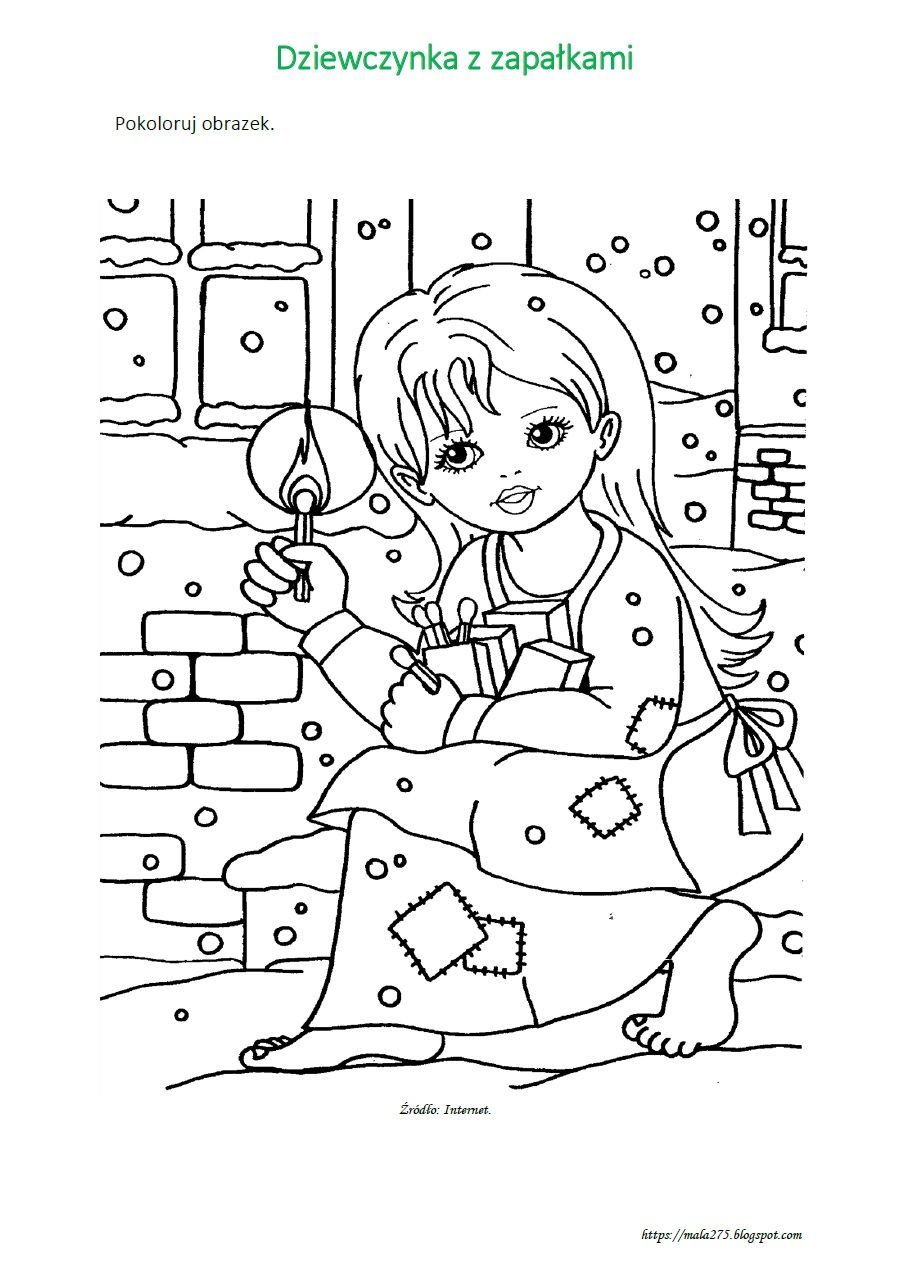 Dziewczynka z zapałkami
Pokoloruj obrazek.
Źródło: Internet.
https://mala275.blogspot.com